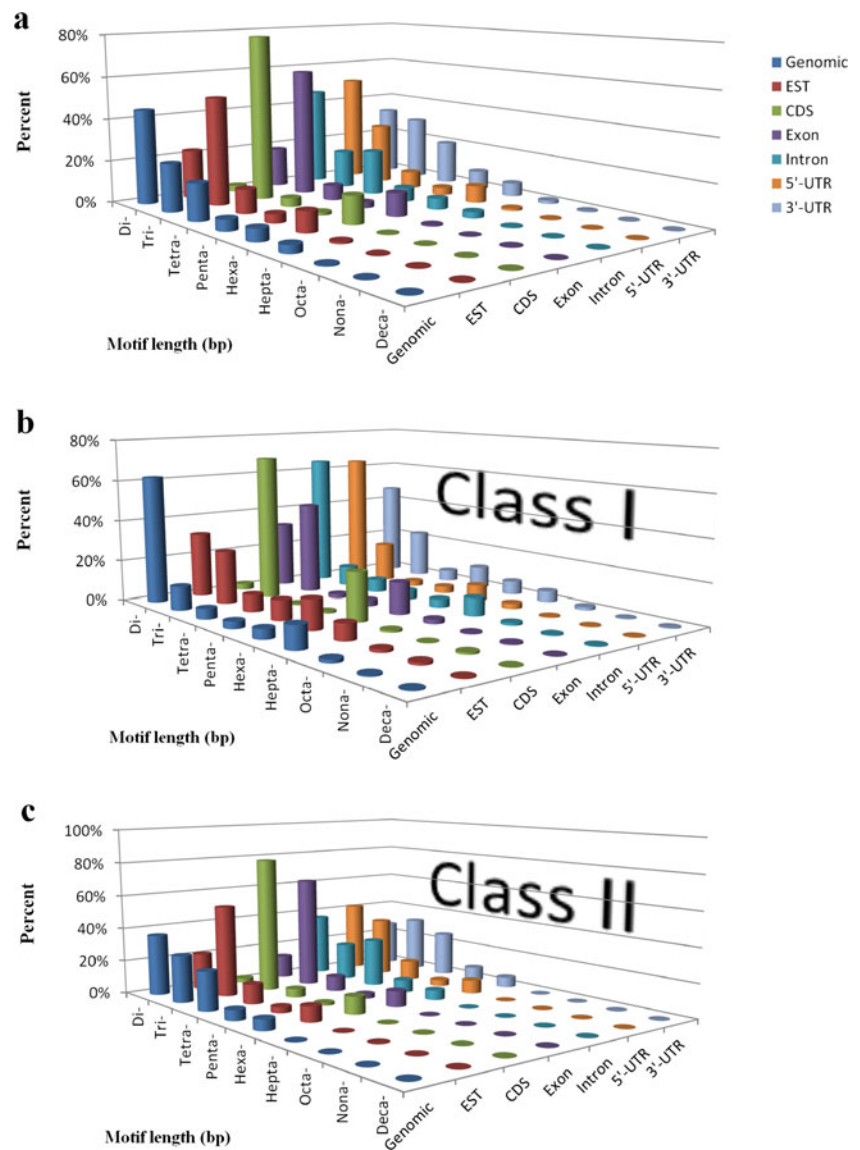 a
80%
60%
40%
20%
0%
Percent
Di-
Tri-
Tetra-
Penta-
Hexa-
Hepta-
Octa-
Nona-
Deca-
Motif length (bp)
Genomic
EST
CDS
Exon
Intron
5'-UTR
3'-UTR
Genomic
EST
CDS
Exon
Intron
5'-UTR
3'-UTR
b
80%
60%
40%
20%
0%
Percent
Class I
Di-
Tri-
Tetra-
Penta-
Hexa-
Hepta-
Octa-
Nona-
Deca-
Motif length (bp)
Genomic
EST
CDS
Exon
Intron
5'-UTR
3'-UTR
c
100%
80%
60%
40%
20%
0%
Percent
Class II
Di-
Tri-
Tetra-
Penta-
Hexa-
Hepta-
Octa-
Nona-
Deca-
Motif length (bp)
Genomic
EST
CDS
Exon
Intron
5'-UTR
3'-UTR